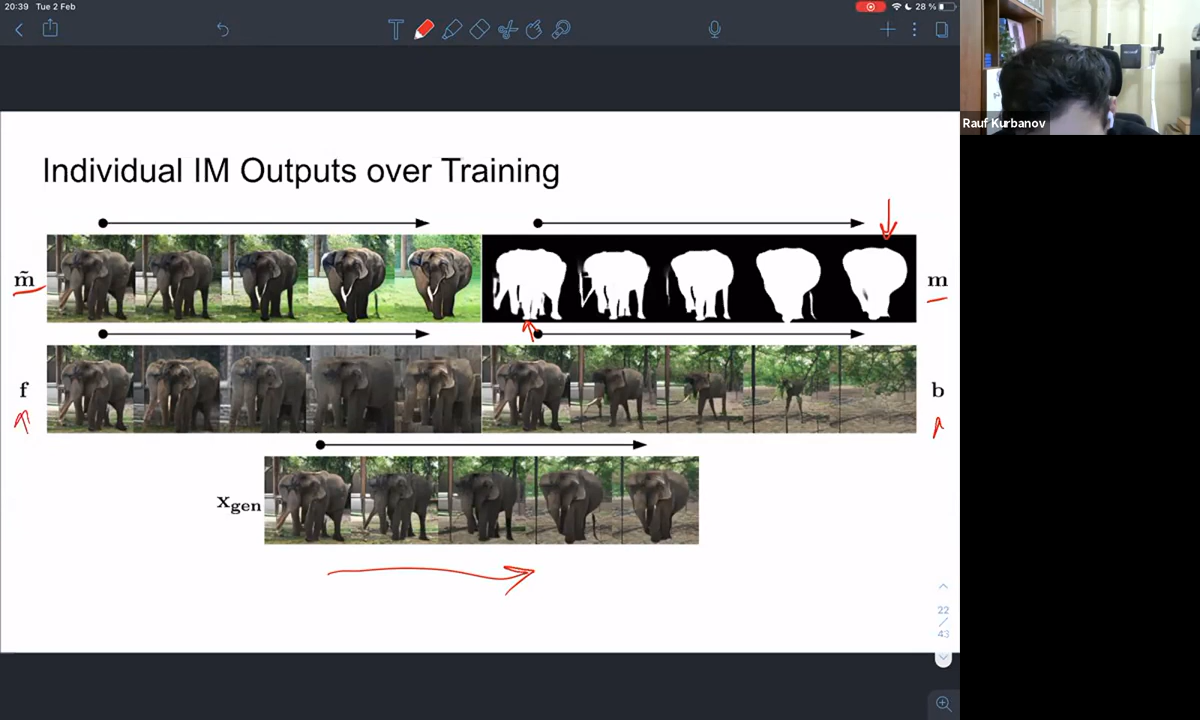 20:39 Tue 2 Feb
28 %
Rauf Kurbanov
Individual IM Outputs over Training
m̃
m
f
b
x_gen
22
/
43